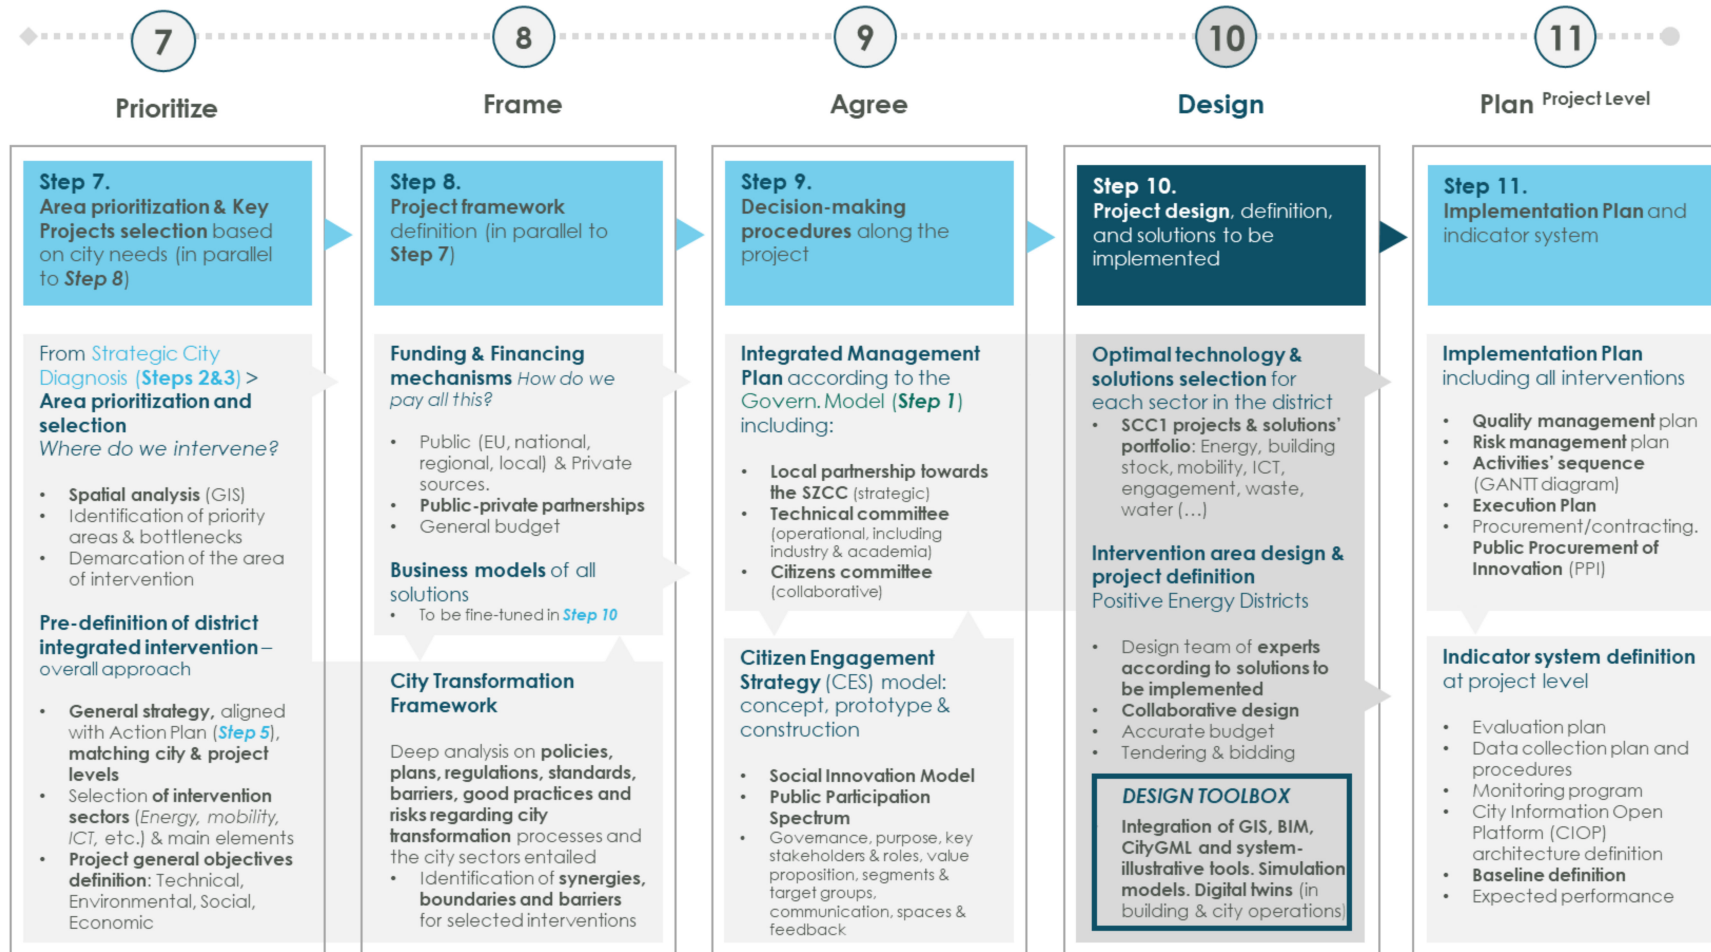 7
8
9
10
11
Prioritize
Frame
Agree
Design
Plan Project Level
Step 7.
Area prioritization & Key
Projects selection based
on city needs (in parallel
to Step 8)
From Strategic City
Diagnosis (Steps 2&3) >
Area prioritization and
selection
Where do we intervene?
• Spatial analysis (GIS)
• Identification of priority
areas & bottlenecks
• Demarcation of the area
of intervention
Pre-definition of district
integrated intervention –
overall approach
• General strategy, aligned
with Action Plan (Step 5),
matching city & project
levels
• Selection of intervention
sectors (Energy, mobility,
ICT, etc.) & main elements
• Project general objectives
definition: Technical,
Environmental, Social,
Economic
Step 8.
Project framework
definition (in parallel to
Step 7)
Funding & Financing
mechanisms How do we
pay all this?
• Public (EU, national,
regional, local) & Private
sources.
• Public-private partnerships
• General budget
Business models of all
solutions
• To be fine-tuned in Step 10
City Transformation
Framework
Deep analysis on policies,
plans, regulations, standards,
barriers, good practices and
risks regarding city
transformation processes and
the city sectors entailed
• Identification of synergies,
boundaries and barriers
for selected interventions
Step 9.
Decision-making
procedures along the
project
Integrated Management
Plan according to the
Govern. Model (Step 1)
including:
• Local partnership towards
the SZCC (strategic)
• Technical committee
(operational, including
industry & academia)
• Citizens committee
(collaborative)
Citizen Engagement
Strategy (CES) model:
concept, prototype &
construction
• Social Innovation Model
• Public Participation
Spectrum
• Governance, purpose, key
stakeholders & roles, value
proposition, segments &
target groups,
communication, spaces &
feedback
Step 10.
Project design, definition,
and solutions to be
implemented
Optimal technology &
solutions selection for
each sector in the district
• SCC1 projects & solutions'
portfolio: Energy, building
stock, mobility, ICT,
engagement, waste,
water (...)
Intervention area design &
project definition
Positive Energy Districts
• Design team of experts
according to solutions to
be implemented
• Collaborative design
• Accurate budget
• Tendering & bidding
DESIGN TOOLBOX
Integration of GIS, BIM,
CityGML and system-
illustrative tools. Simulation
models. Digital twins (in
building & city operations)
Step 11.
Implementation Plan and
indicator system
Implementation Plan
including all interventions
• Quality management plan
• Risk management plan
• Activities' sequence
(GANTT diagram)
• Execution Plan
• Procurement/contracting.
Public Procurement of
Innovation (PPI)
Indicator system definition
at project level
• Evaluation plan
• Data collection plan and
procedures
• Monitoring program
• City Information Open
Platform (CIOP)
architecture definition
• Baseline definition
• Expected performance